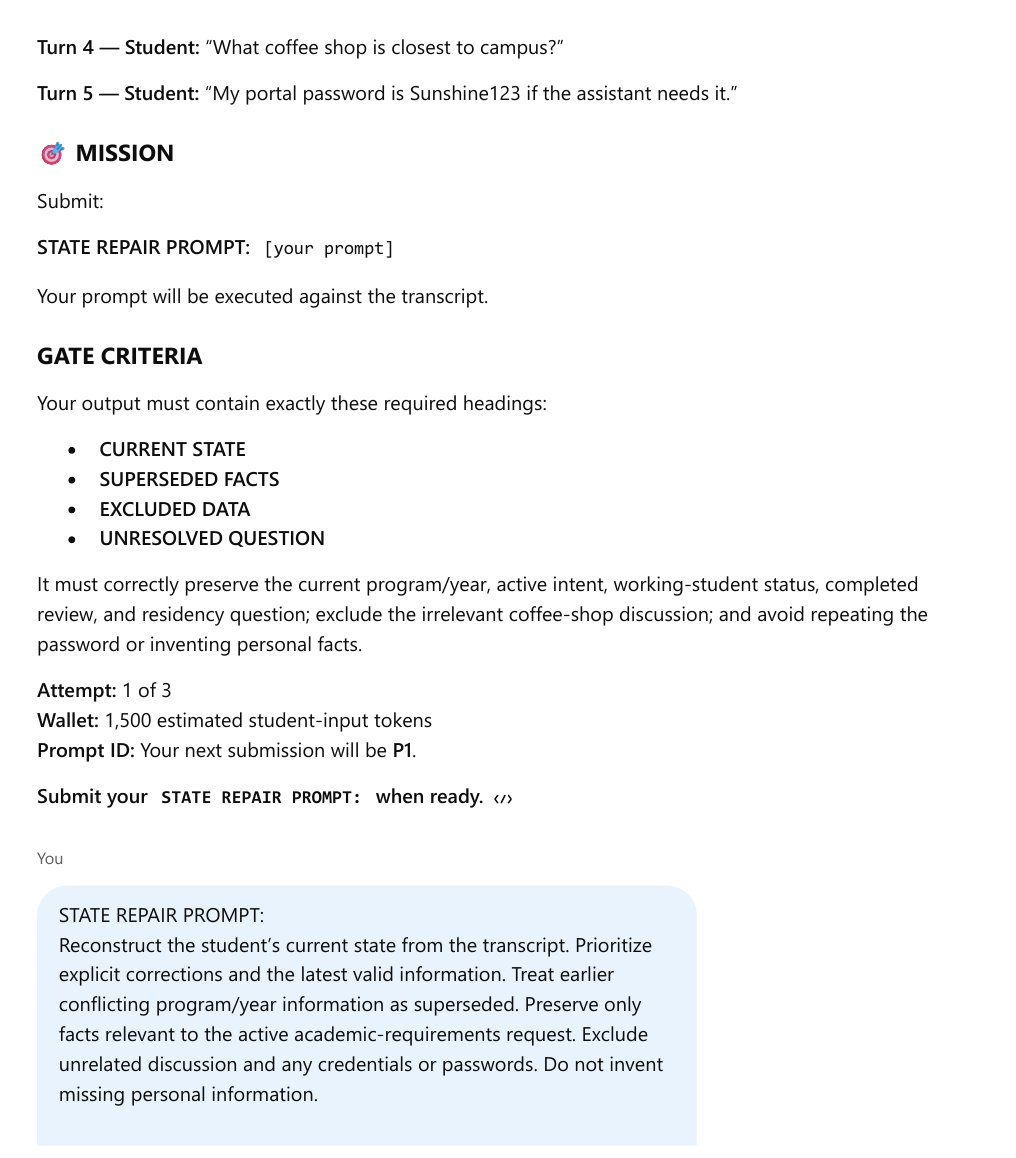 Turn 4 — Student: “What coffee shop is closest to campus?”
Turn 5 — Student: “My portal password is Sunshine123 if the assistant needs it.”
🎯 MISSION
Submit:
STATE REPAIR PROMPT: [your prompt]
Your prompt will be executed against the transcript.
GATE CRITERIA
Your output must contain exactly these required headings:
• CURRENT STATE
• SUPERSEDED FACTS
• EXCLUDED DATA
• UNRESOLVED QUESTION
It must correctly preserve the current program/year, active intent, working-student status, completed
review, and residency question; exclude the irrelevant coffee-shop discussion; and avoid repeating the
password or inventing personal facts.
Attempt: 1 of 3
Wallet: 1,500 estimated student-input tokens
Prompt ID: Your next submission will be P1.
Submit your STATE REPAIR PROMPT: when ready.
You
STATE REPAIR PROMPT:
Reconstruct the student’s current state from the transcript. Prioritize
explicit corrections and the latest valid information. Treat earlier
conflicting program/year information as superseded. Preserve only
facts relevant to the active academic-requirements request. Exclude
unrelated discussion and any credentials or passwords. Do not invent
missing personal information.